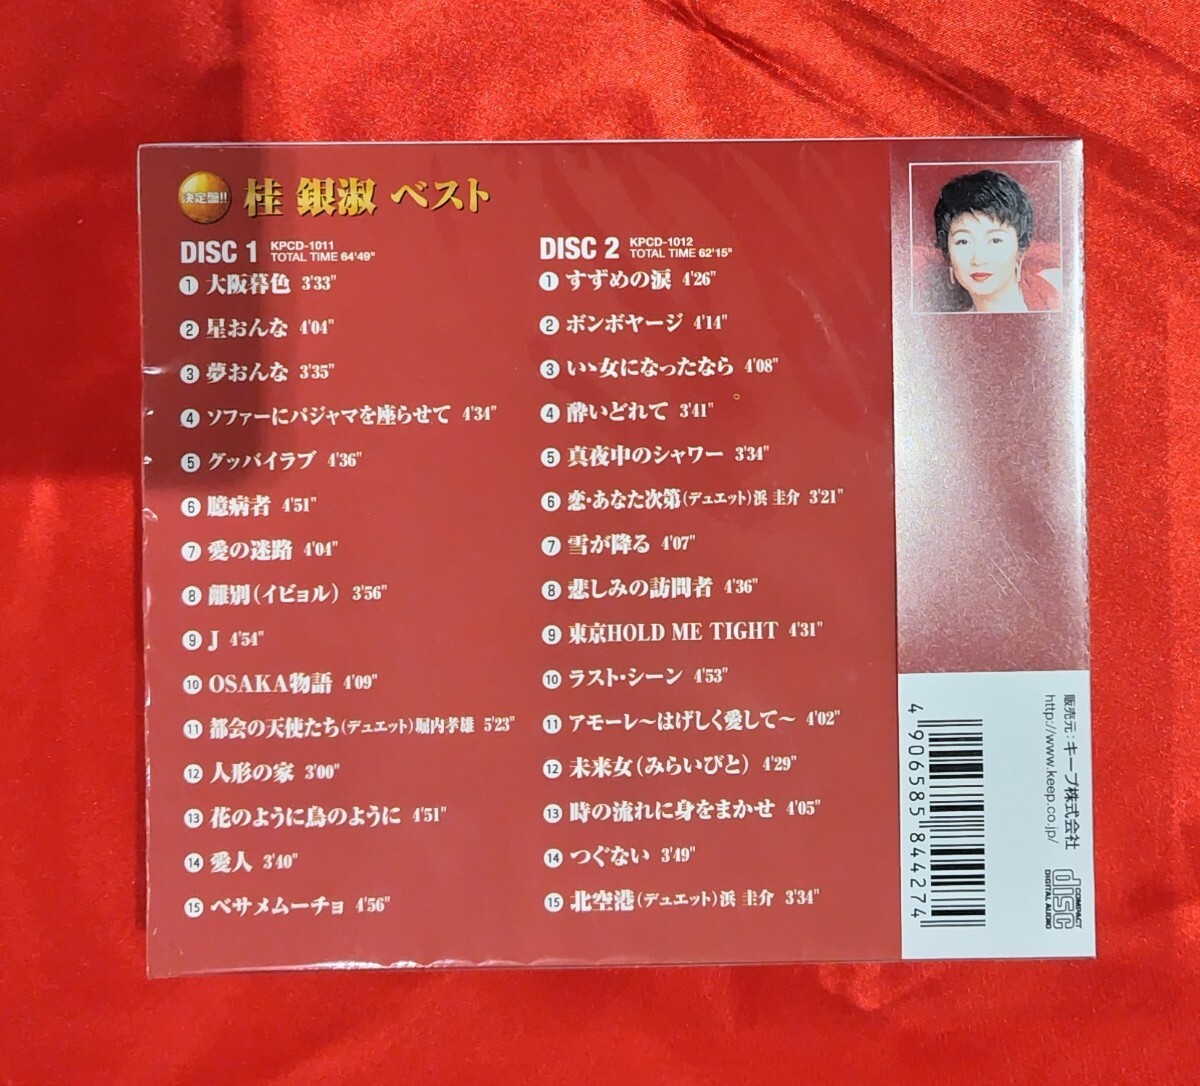 決定盤!! 桂 銀淑 ベスト
DISC 1 KPCD-1011
TOTAL TIME 64'49"
1 大阪暮色 3'33"
2 星おんな 4'04"
3 夢おんな 3'35"
4 ソファーにパジャマを座らせて 4'34"
5 グッバイラブ 4'36"
6 臆病者 4'51"
7 愛の迷路 4'04"
8 離別(イビョル) 3'56"
9 J 4'54"
10 OSAKA物語 4'09"
11 都会の天使たち(デュエット)堀内孝雄 5'23"
12 人形の家 3'00"
13 花のように鳥のように 4'51"
14 愛人 3'40"
15 ベサメムーチョ 4'56"
DISC 2 KPCD-1012
TOTAL TIME 62'15"
1 すずめの涙 4'26"
2 ボンボヤージ 4'14"
3 いゝ女になったなら 4'08"
4 酔いどれて 3'41"
5 真夜中のシャワー 3'34"
6 恋・あなた次第(デュエット)浜 圭介 3'21"
7 雪が降る 4'07"
8 悲しみの訪問者 4'36"
9 東京HOLD ME TIGHT 4'31"
10 ラスト・シーン 4'53"
11 アモーレ〜はげしく愛して〜 4'02"
12 未来女(みらいびと) 4'29"
13 時の流れに身をまかせ 4'05"
14 つぐない 3'49"
15 北空港(デュエット)浜 圭介 3'34"
販売元：キープ株式会社
http://www.keep.co.jp/
4 906585 844274
COMPACT
disc
DIGITAL AUDIO